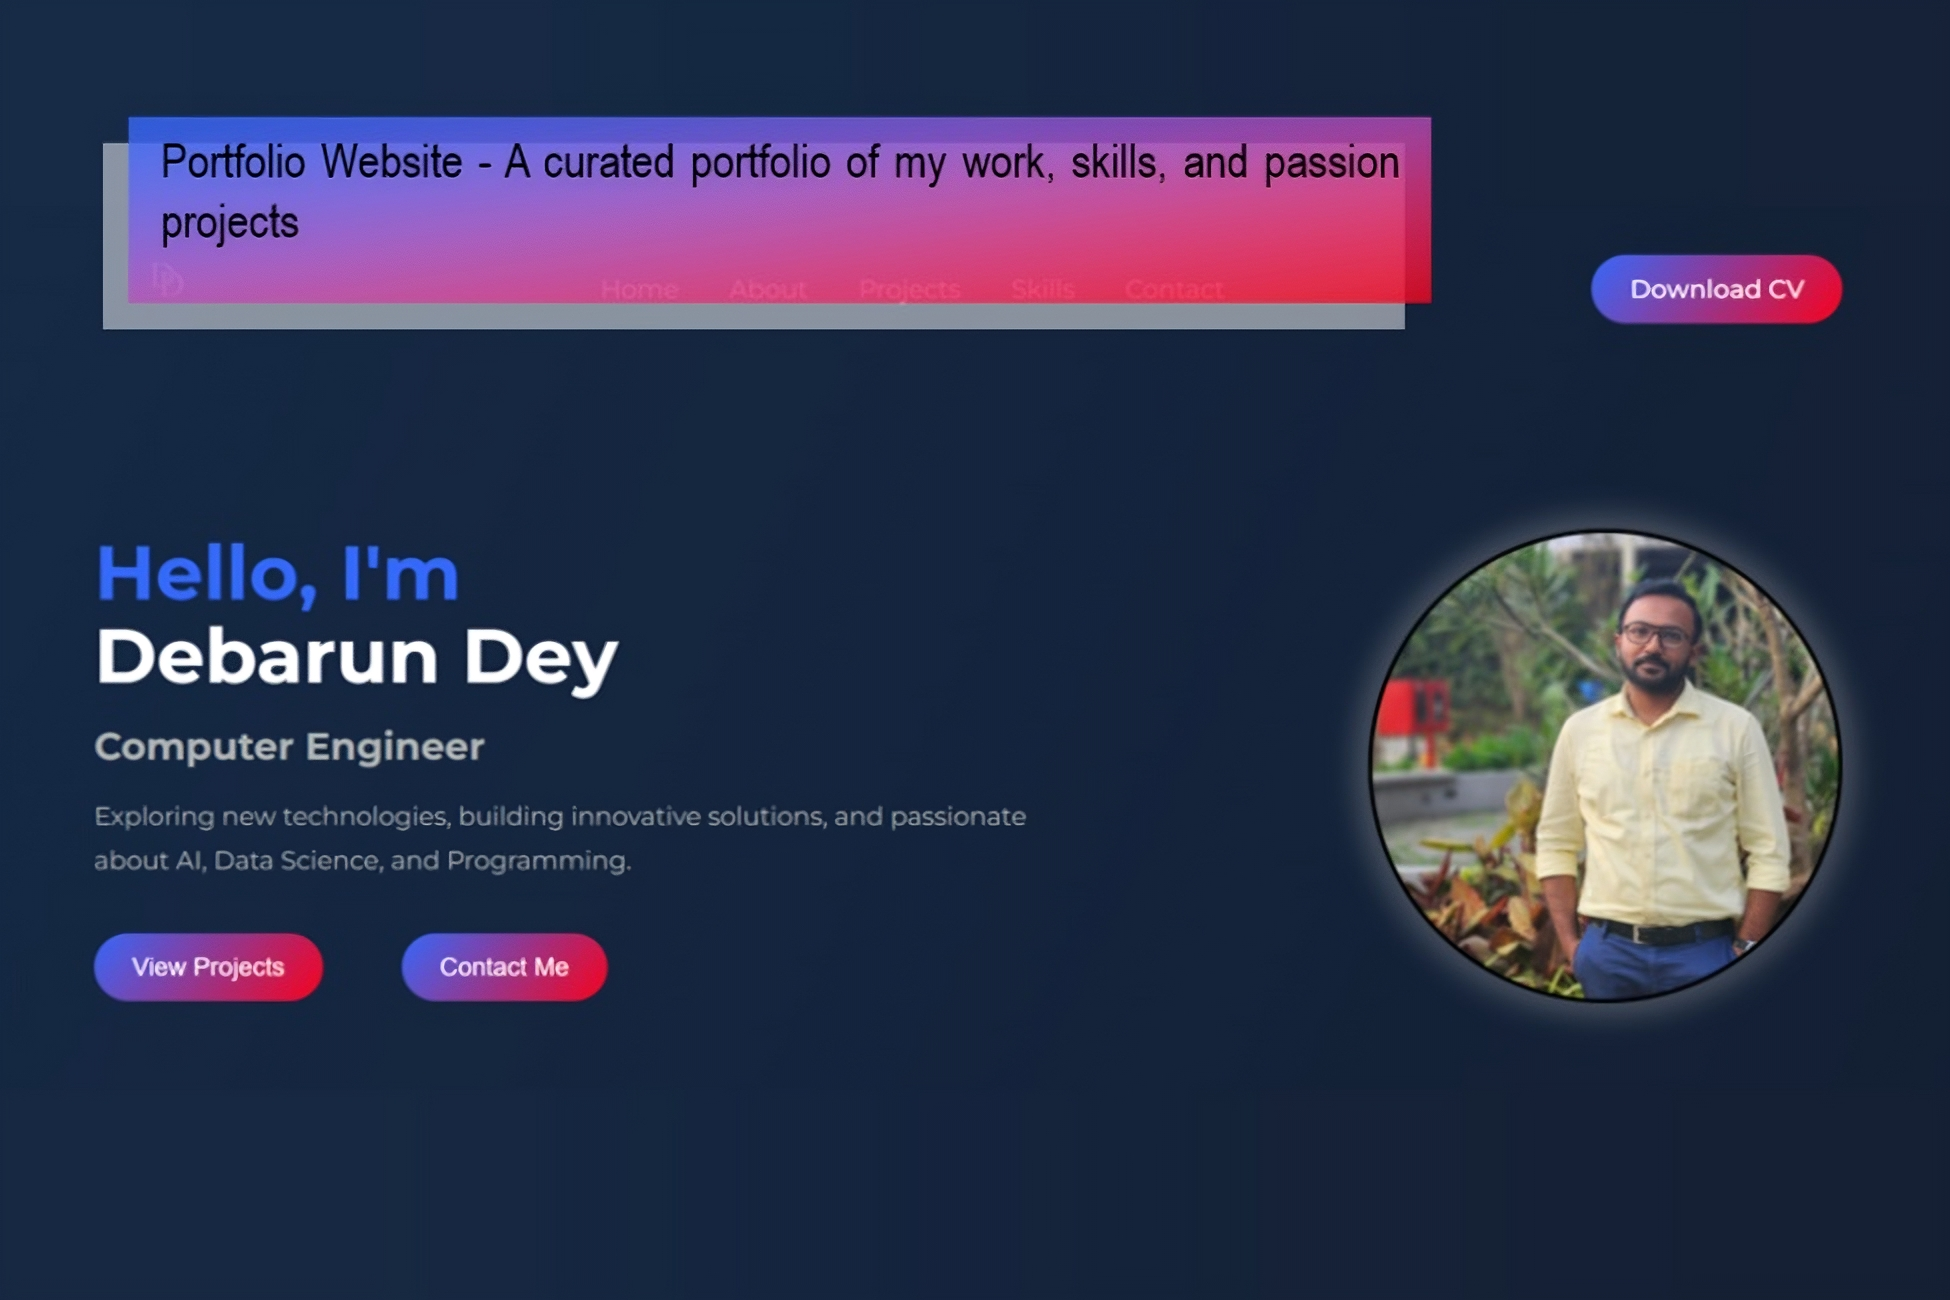 Portfolio Website - A curated portfolio of my work, skills, and passion
projects
Home About Projects Skills Contact
Download CV
Hello, I'm
Debarun Dey
Computer Engineer
Exploring new technologies, building innovative solutions, and passionate
about AI, Data Science, and Programming.
View Projects Contact Me